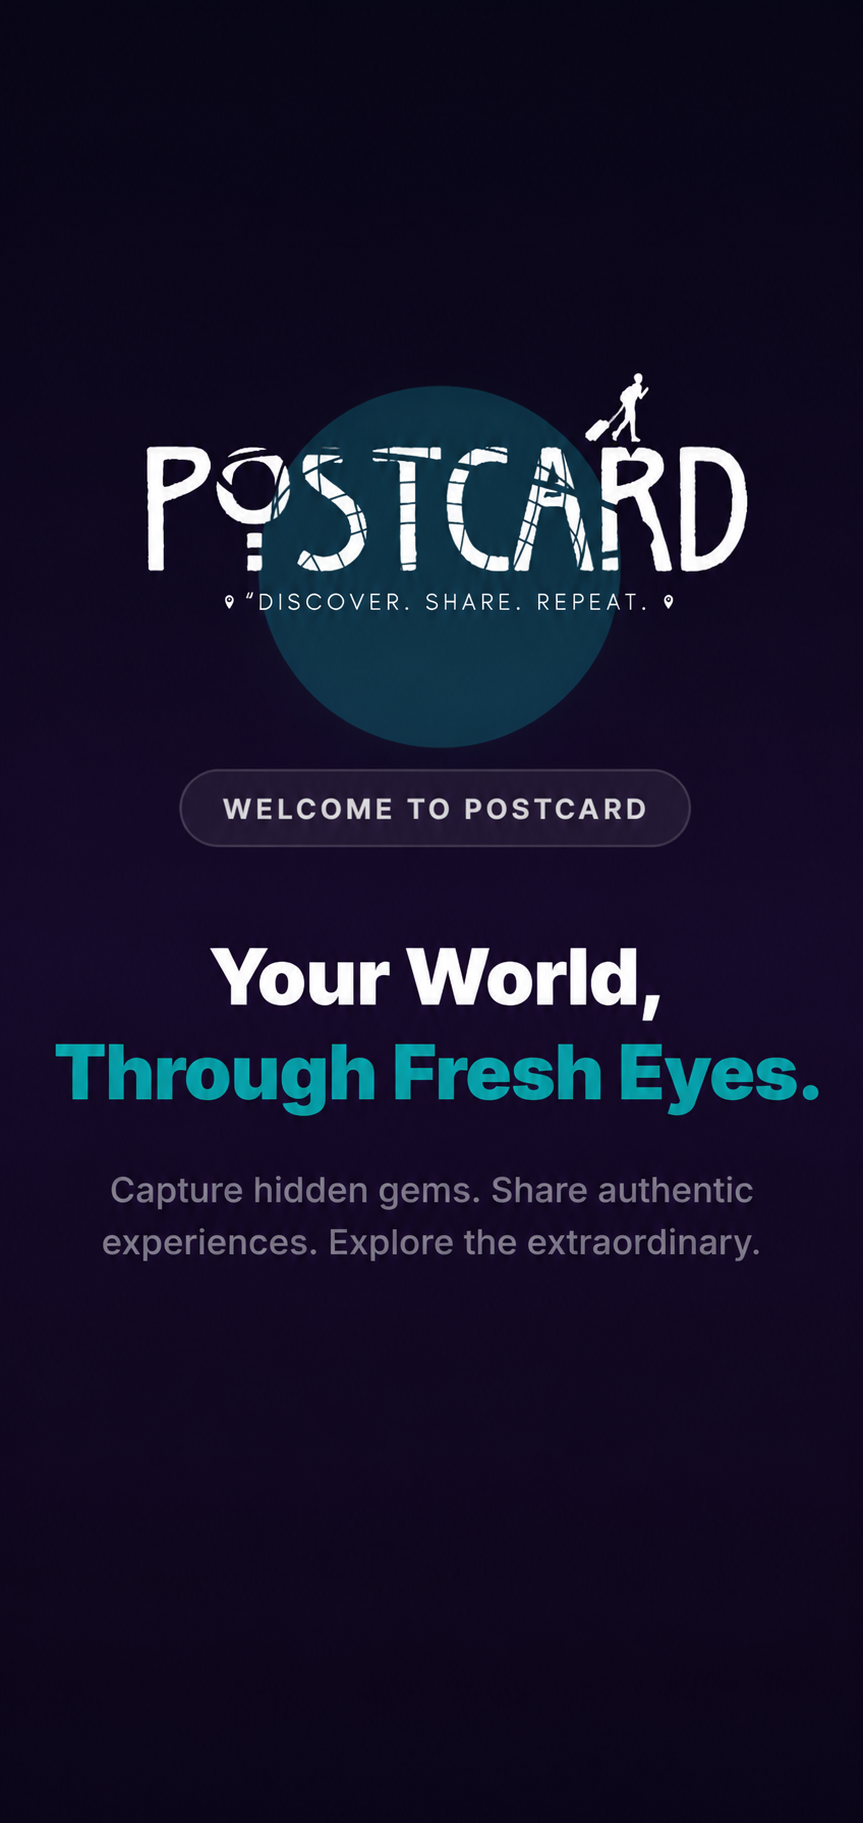 POSTCARD
“DISCOVER. SHARE. REPEAT.
WELCOME TO POSTCARD
Your World,
Through Fresh Eyes.
Capture hidden gems. Share authentic
experiences. Explore the extraordinary.